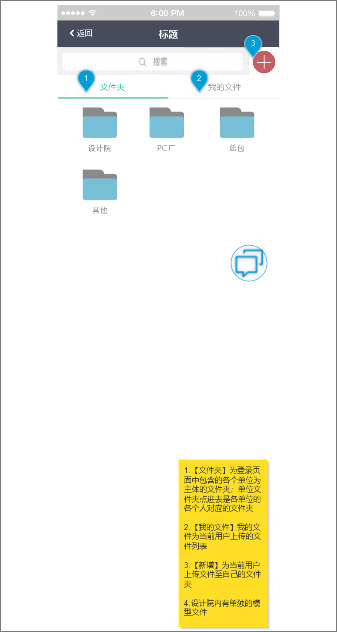 6:00 PM 100%
返回 标题
搜索 3
1 2
文件夹 我的文件
设计院 PC厂 总包
其他
1.【文件夹】为登录页
面中包含的各个单位为
主体的文件夹；单位文
件夹点进去是各单位的
各个人对应的文件夹
2.【我的文件】我的文
件为当前用户上传的文
件列表
3.【新增】为当前用户
上传文件至自己的文件
夹
4.设计院内有单独的模
型文件